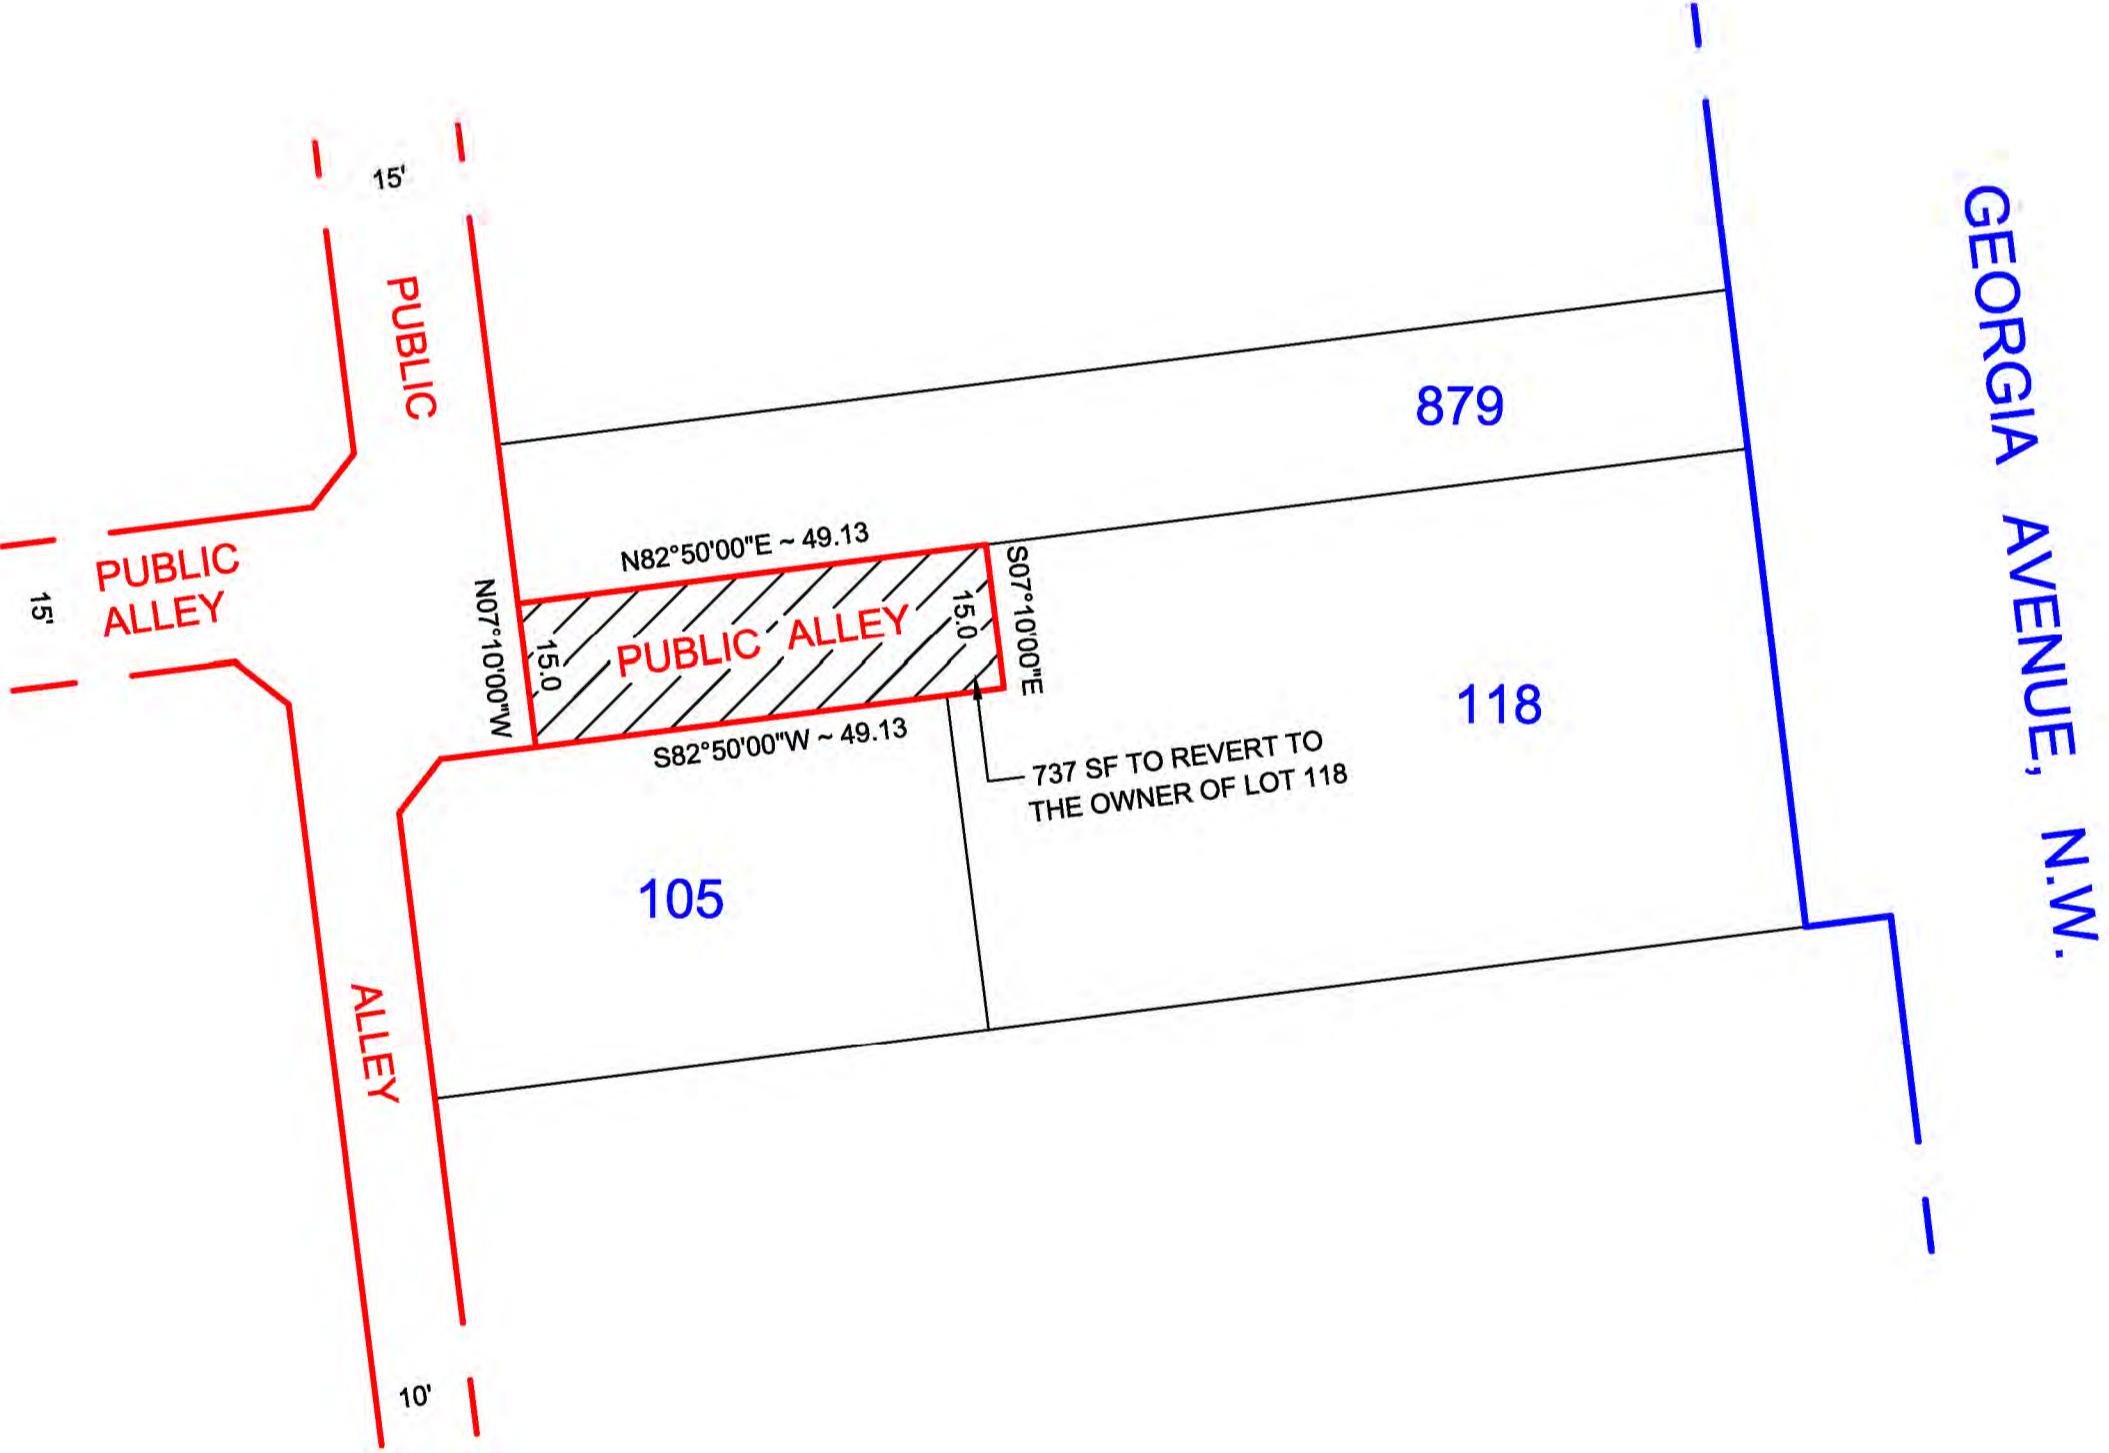 15'
PUBLIC
GEORGIA AVENUE, N.W.
879
N82°50'00"E ~ 49.13
PUBLIC
ALLEY
15'
N07°10'00"W
15.0
PUBLIC ALLEY
15.0
S07°10'00"E
118
S82°50'00"W ~ 49.13
737 SF TO REVERT TO
THE OWNER OF LOT 118
105
ALLEY
10'